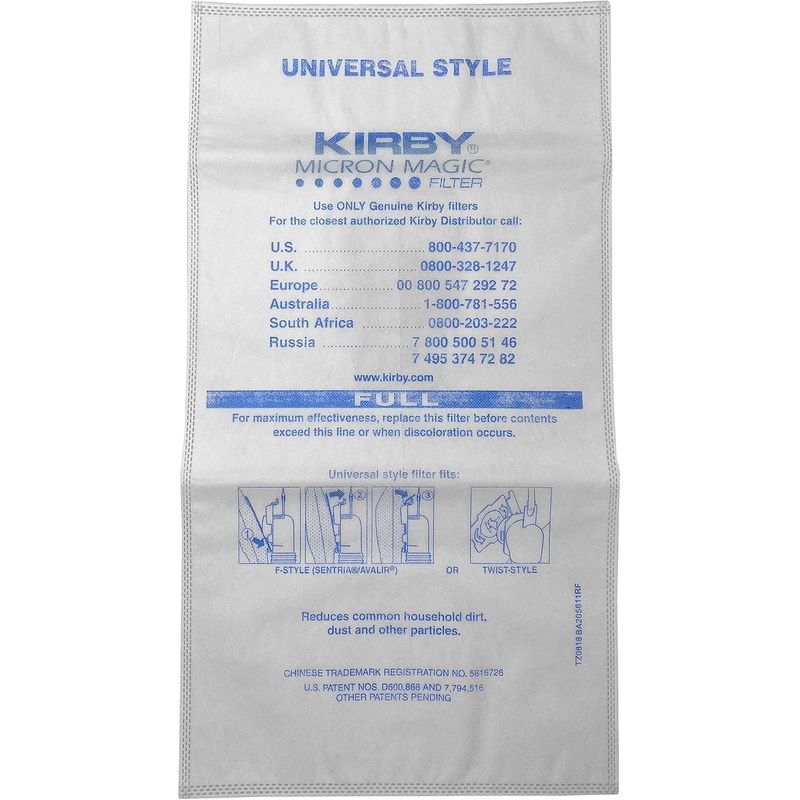 UNIVERSAL STYLE
KIRBY®
MICRON MAGIC®
FILTER
Use ONLY Genuine Kirby filters
For the closest authorized Kirby Distributor call:
U.S. .................... 800-437-7170
U.K. .................... 0800-328-1247
Europe............. 00 800 547 292 72
Australia................ 1-800-781-556
South Africa ........... 0800-203-222
Russia ............... 7 800 500 51 46
7 495 374 72 82
www.kirby.com
FULL
For maximum effectiveness, replace this filter before contents
exceed this line or when discoloration occurs.
Universal style filter fits:
1 2 3
F-STYLE (SENTRIA®/AVALIR®) OR TWIST-STYLE
Reduces common household dirt,
dust and other particles.
TZ0818 BA205611RF
CHINESE TRADEMARK REGISTRATION NO. 5816726
U.S. PATENT NOS. D600,868 AND 7,794,516
OTHER PATENTS PENDING